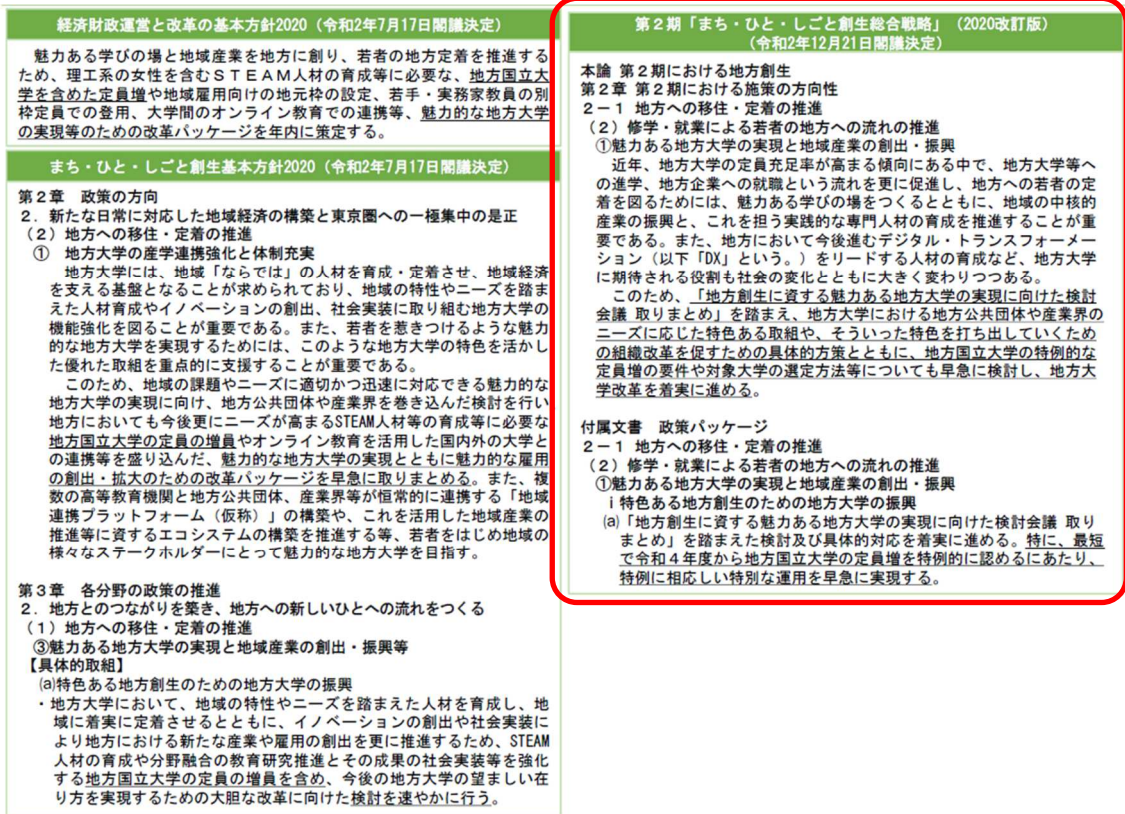 経済財政運営と改革の基本方針2020（令和2年7月17日閣議決定）
魅力ある学びの場と地域産業を地方に創り、若者の地方定着を推進する
ため、理工系の女性を含むＳＴＥＡＭ人材の育成等に必要な、地方国立大
学を含めた定員増や地域雇用向けの地元枠の設定、若手・実務家教員の別
枠定員での登用、大学間のオンライン教育での連携等、魅力的な地方大学
の実現等のための改革パッケージを年内に策定する。
まち・ひと・しごと創生基本方針2020（令和2年7月17日閣議決定）
第２章　政策の方向
２．新たな日常に対応した地域経済の構築と東京圏への一極集中の是正
（２）地方への移住・定着の推進
①　地方大学の産学連携強化と体制充実
地方大学には、地域「ならでは」の人材を育成・定着させ、地域経済
を支える基盤となることが求められており、地域の特性やニーズを踏ま
えた人材育成やイノベーションの創出、社会実装に取り組む地方大学の
機能強化を図ることが重要である。また、若者を惹きつけるような魅力
的な地方大学を実現するためには、このような地方大学の特色を活かし
た優れた取組を重点的に支援することが重要である。
このため、地域の課題やニーズに適切かつ迅速に対応できる魅力的な
地方大学の実現に向け、地方公共団体や産業界を巻き込んだ検討を行い
地方においても今後更にニーズが高まるSTEAM人材等の育成等に必要な
地方国立大学の定員の増員やオンライン教育を活用した国内外の大学と
の連携等を盛り込んだ、魅力的な地方大学の実現とともに魅力的な雇用
の創出・拡大のための改革パッケージを早急に取りまとめる。また、複
数の高等教育機関と地方公共団体、産業界等が恒常的に連携する「地域
連携プラットフォーム（仮称）」の構築や、これを活用した地域産業の
推進等に資するエコシステムの構築を推進する等、若者をはじめ地域の
様々なステークホルダーにとって魅力的な地方大学を目指す。
第３章　各分野の政策の推進
２．地方とのつながりを築き、地方への新しいひとへの流れをつくる
（１）地方への移住・定着の推進
③魅力ある地方大学の実現と地域産業の創出・振興等
【具体的取組】
(a)特色ある地方創生のための地方大学の振興
・地方大学において、地域の特性やニーズを踏まえた人材を育成し、地
域に着実に定着させるとともに、イノベーションの創出や社会実装に
より地方における新たな産業や雇用の創出を更に推進するため、STEAM
人材の育成や分野融合の教育研究推進とその成果の社会実装等を強化
する地方国立大学の定員の増員を含め、今後の地方大学の望ましい在
り方を実現するための大胆な改革に向けた検討を速やかに行う。
第２期「まち・ひと・しごと創生総合戦略」（2020改訂版）
（令和2年12月21日閣議決定）
本論 第２期における地方創生
第２章 第２期における施策の方向性
２－１ 地方への移住・定着の推進
（２）修学・就業による若者の地方への流れの推進
①魅力ある地方大学の実現と地域産業の創出・振興
近年、地方大学の定員充足率が高まる傾向にある中で、地方大学等へ
の進学、地方企業への就職という流れを更に促進し、地方への若者の定
着を図るためには、魅力ある学びの場をつくるとともに、地域の中核的
産業の振興と、これを担う実践的な専門人材の育成を推進することが重
要である。また、地方において今後進むデジタル・トランスフォーメー
ション（以下「DX」という。）をリードする人材の育成など、地方大学
に期待される役割も社会の変化とともに大きく変わりつつある。
このため、「地方創生に資する魅力ある地方大学の実現に向けた検討
会議 取りまとめ」を踏まえ、地方大学における地方公共団体や産業界の
ニーズに応じた特色ある取組や、そういった特色を打ち出していくため
の組織改革を促すための具体的方策とともに、地方国立大学の特例的な
定員増の要件や対象大学の選定方法等についても早急に検討し、地方大
学改革を着実に進める。
付属文書　政策パッケージ
２－１ 地方への移住・定着の推進
（２）修学・就業による若者の地方への流れの推進
①魅力ある地方大学の実現と地域産業の創出・振興
ⅰ特色ある地方創生のための地方大学の振興
(a)「地方創生に資する魅力ある地方大学の実現に向けた検討会議 取り
まとめ」を踏まえた検討及び具体的対応を着実に進める。特に、最短
で令和４年度から地方国立大学の定員増を特例的に認めるにあたり、
特例に相応しい特別な運用を早急に実現する。